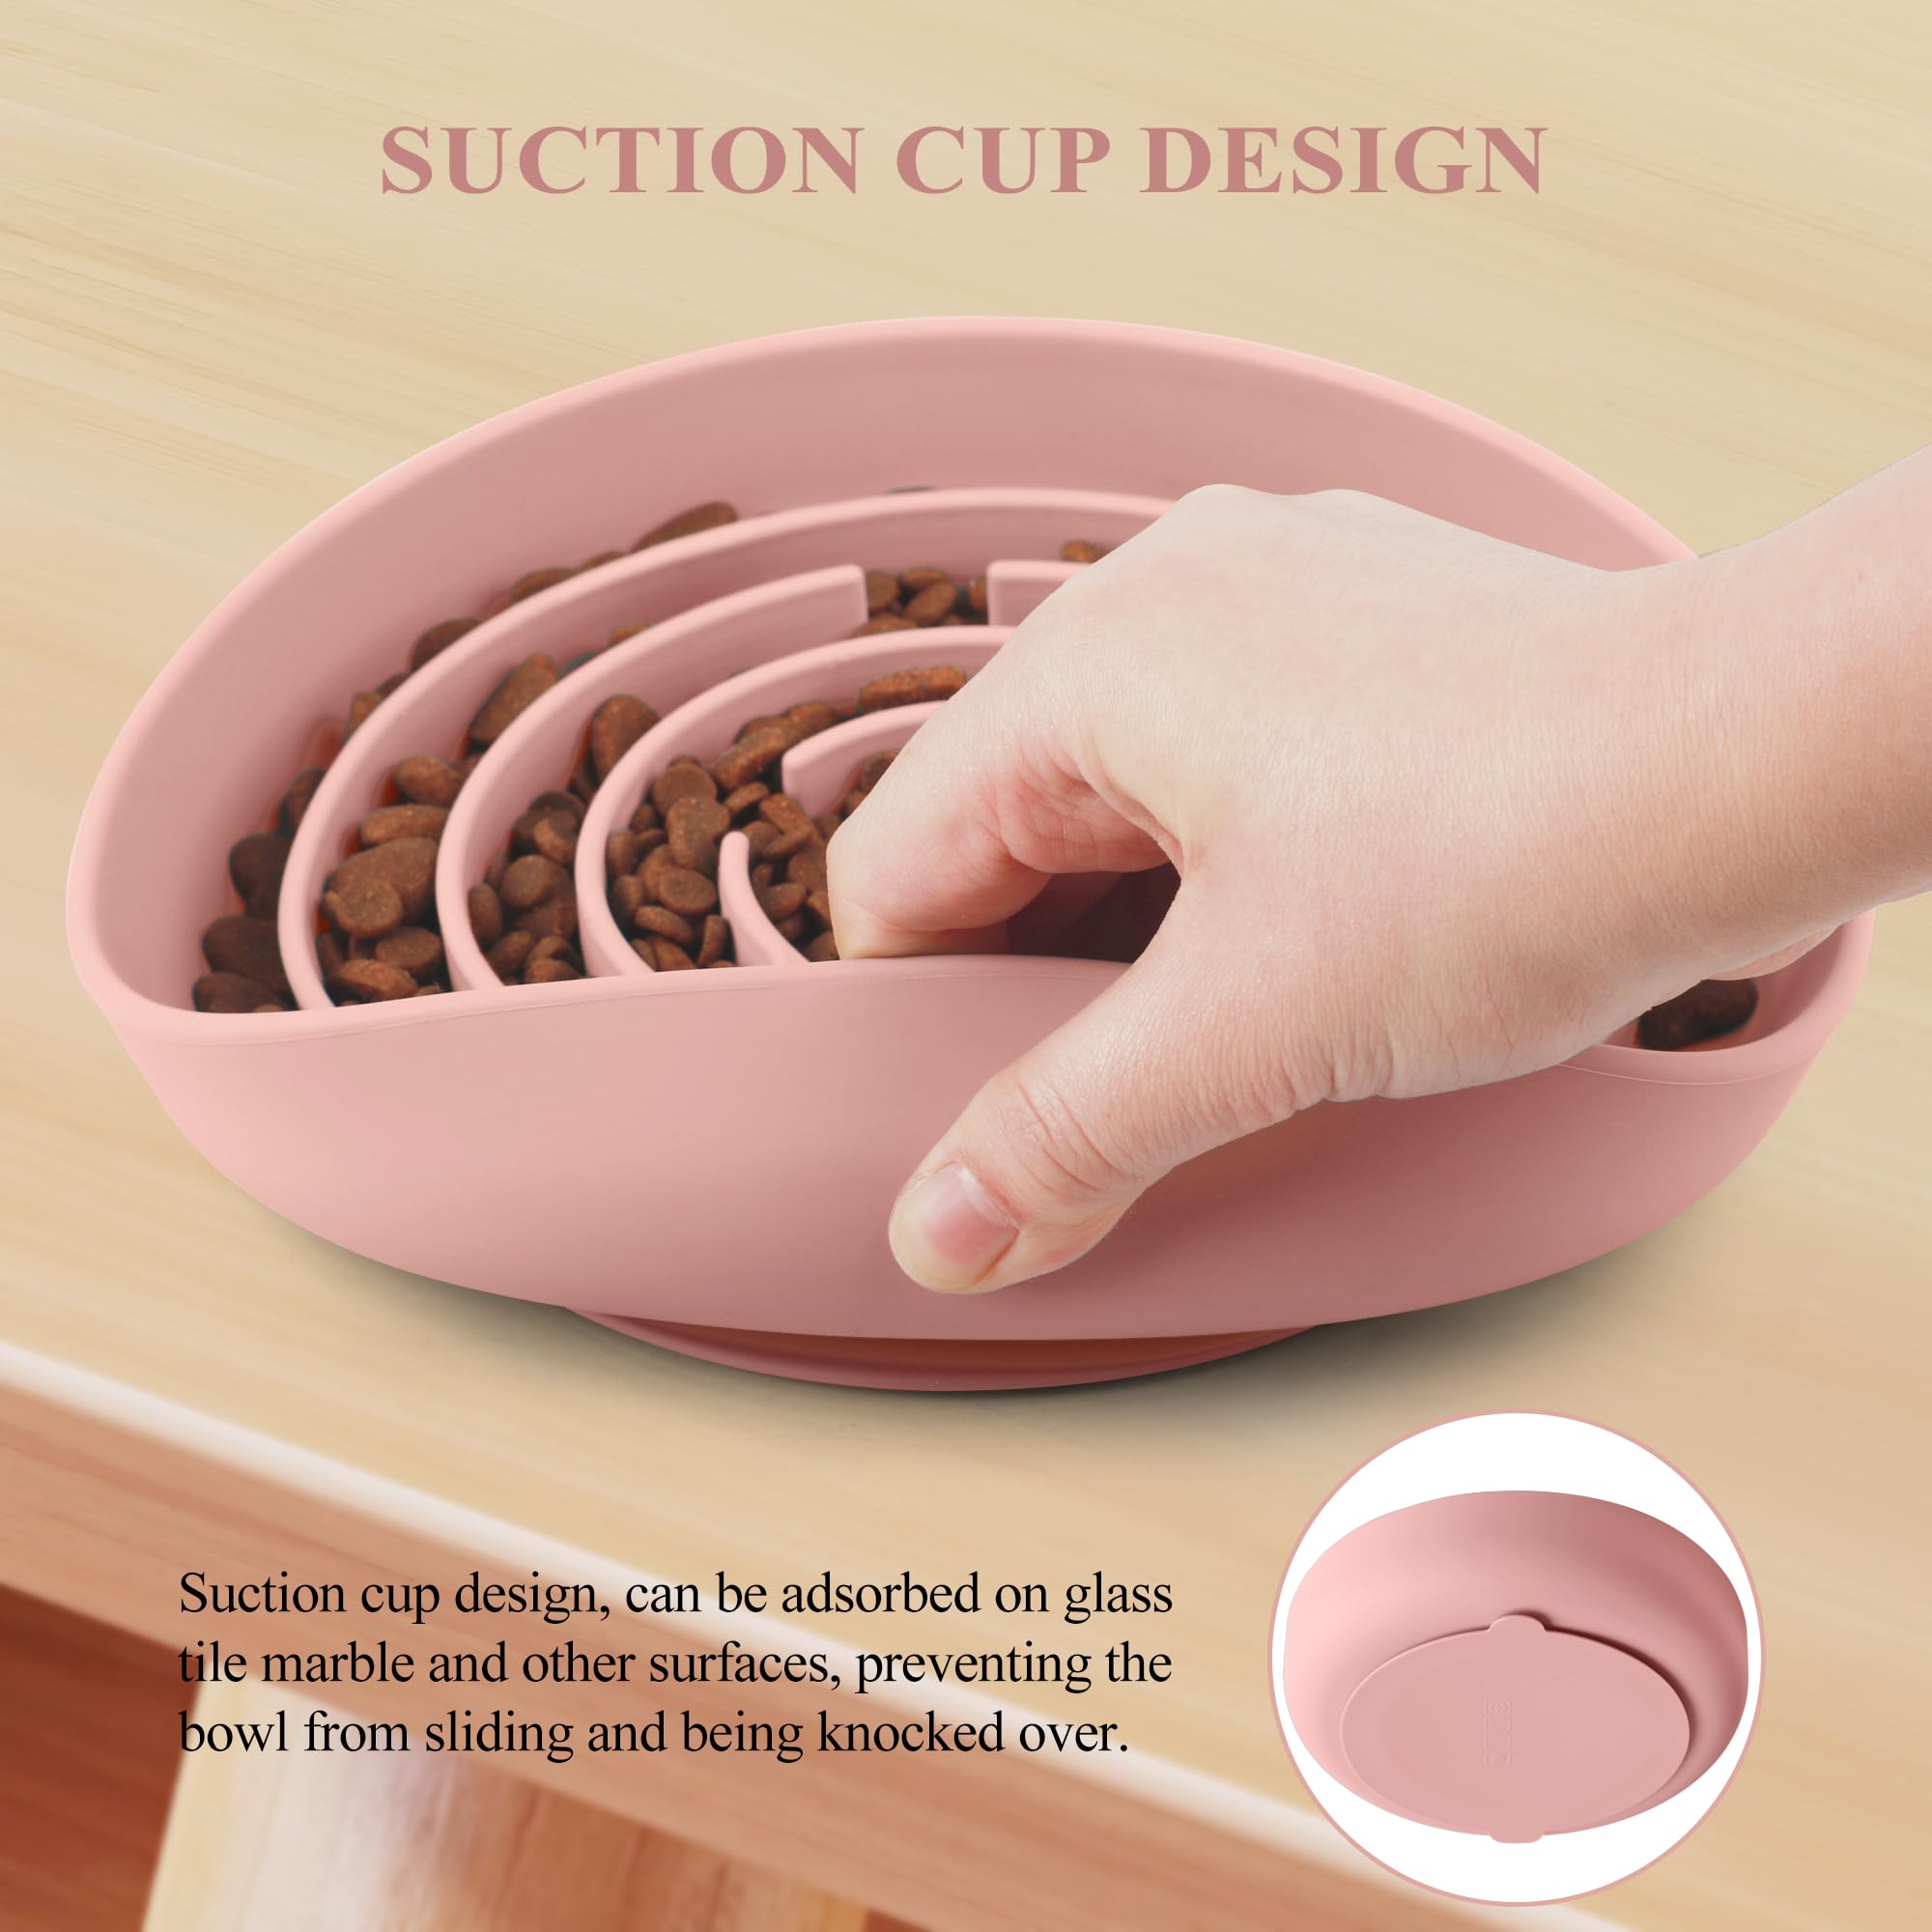 SUCTION CUP DESIGN
Suction cup design, can be adsorbed on glass
tile marble and other surfaces, preventing the
bowl from sliding and being knocked over.